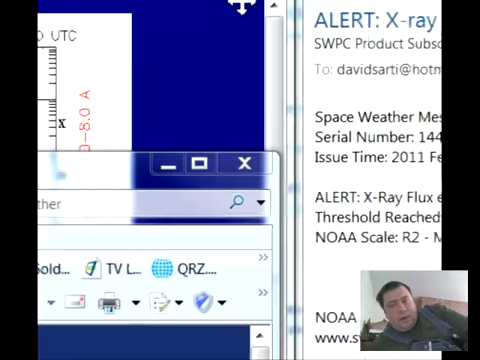 0 UTC
X
0-8.0 A
ther
Sold...
TV L...
QRZ....
ALERT: X-ray
SWPC Product Subsc
To: davidsarti@hotm
Space Weather Mes
Serial Number: 144
Issue Time: 2011 Fe
ALERT: X-Ray Flux e
Threshold Reached
NOAA Scale: R2 - M
NOAA
www.sw